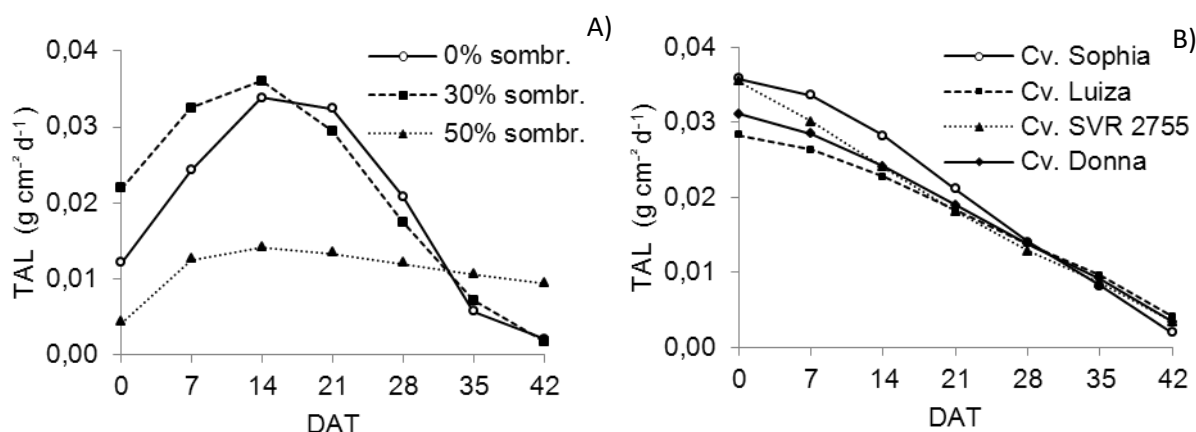 A)
0,04
0,03
0,02
0,01
0,00
TAL (g cm⁻² d⁻¹)
0% sombr.
30% sombr.
50% sombr.
0 7 14 21 28 35 42
DAT
B)
0,04
0,03
0,02
0,01
0,00
TAL (g cm⁻² d⁻¹)
Cv. Sophia
Cv. Luiza
Cv. SVR 2755
Cv. Donna
0 7 14 21 28 35 42
DAT